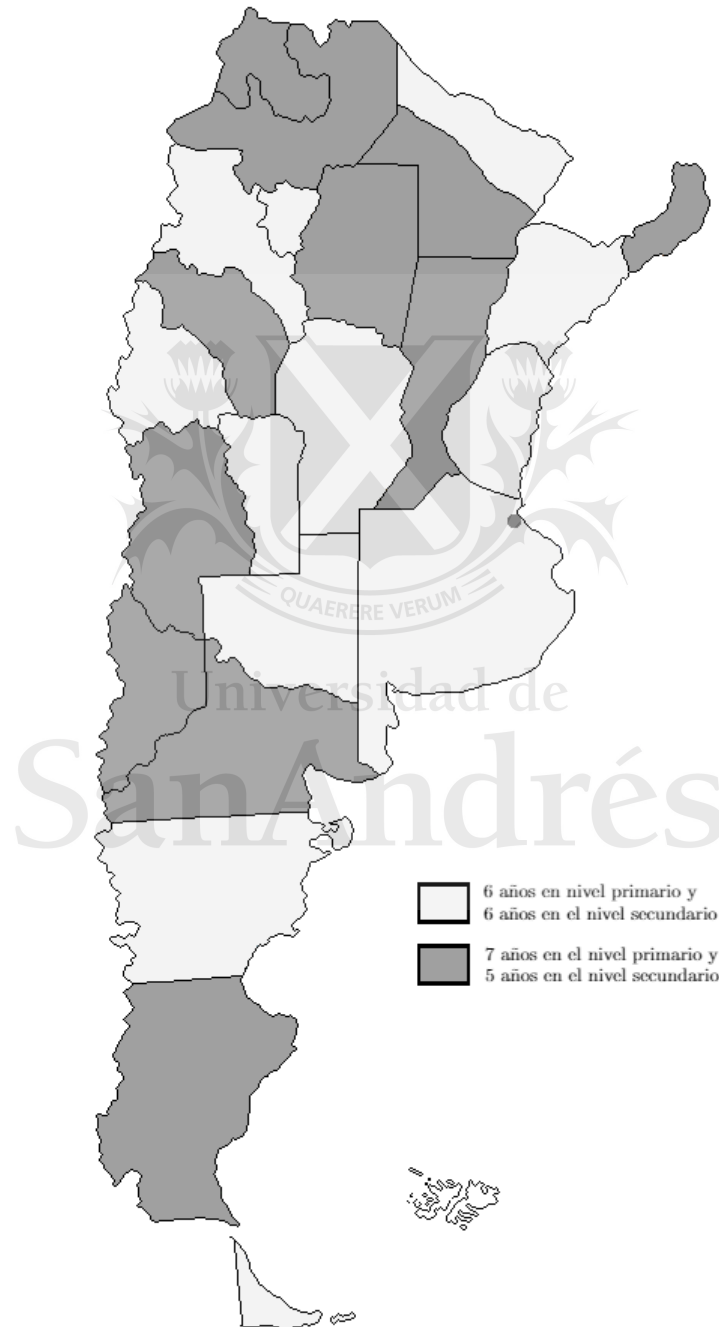 QUAERERE VERUM
Universidad de
SanAndrés
6 años en nivel primario y
6 años en el nivel secundario
7 años en el nivel primario y
5 años en el nivel secundario